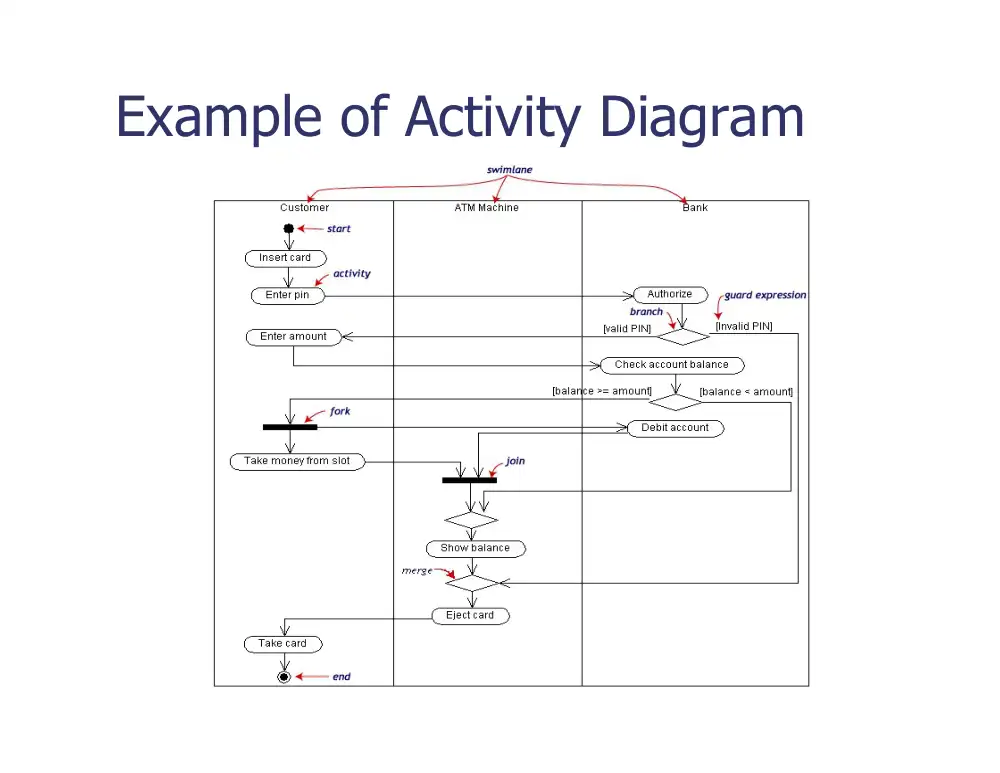 Example of Activity Diagram
swimlane
Customer
ATM Machine
Bank
start
Insert card
activity
Enter pin
Authorize
guard expression
branch
[valid PIN]
[Invalid PIN]
Enter amount
Check account balance
[balance >= amount]
[balance < amount]
fork
Debit account
Take money from slot
join
Show balance
merge
Eject card
Take card
end